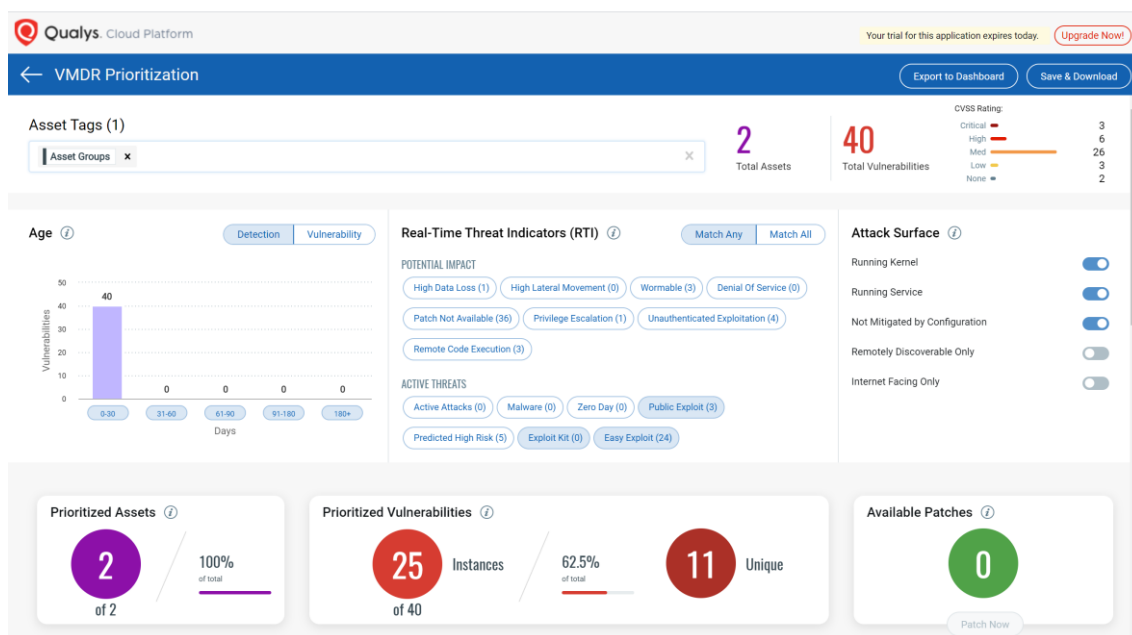 Qualys. Cloud Platform
Your trial for this application expires today. Upgrade Now!
← VMDR Prioritization
Export to Dashboard Save & Download
Asset Tags (1)
Asset Groups x
x
2
Total Assets
40
Total Vulnerabilities
CVSS Rating:
Critical 3
High 6
Med 26
Low 3
None 2
Age i
Detection Vulnerability
50
40
30
20
10
0
Vulnerabilities
40 0 0 0 0
0-30 31-60 61-90 91-180 180+
Days
Real-Time Threat Indicators (RTI) i
Match Any Match All
POTENTIAL IMPACT
High Data Loss (1) High Lateral Movement (0) Wormable (3) Denial Of Service (0)
Patch Not Available (36) Privilege Escalation (1) Unauthenticated Exploitation (4)
Remote Code Execution (3)
ACTIVE THREATS
Active Attacks (0) Malware (0) Zero Day (0) Public Exploit (3)
Predicted High Risk (5) Exploit Kit (0) Easy Exploit (24)
Attack Surface i
Running Kernel
Running Service
Not Mitigated by Configuration
Remotely Discoverable Only
Internet Facing Only
Prioritized Assets i
2
of 2
100%
of total
Prioritized Vulnerabilities i
25 Instances
of 40
62.5%
of total
11 Unique
Available Patches i
0
Patch Now